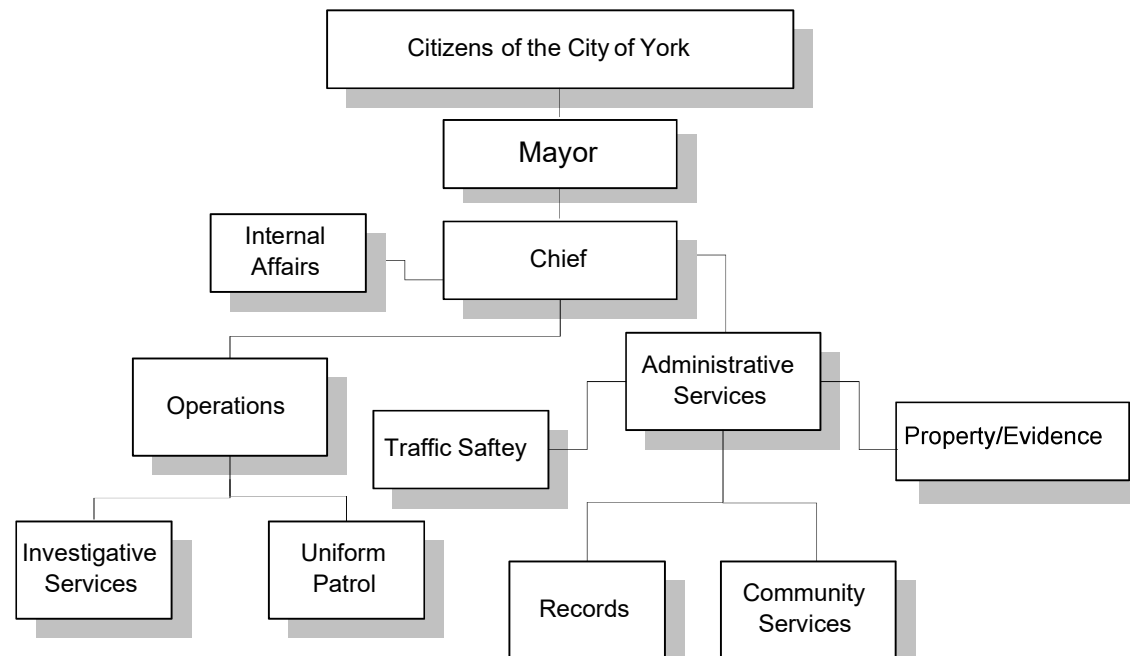 Citizens of the City of York
Mayor
Internal
Affairs
Chief
Administrative
Services
Operations
Traffic Saftey
Property/Evidence
Investigative
Services
Uniform
Patrol
Records
Community
Services